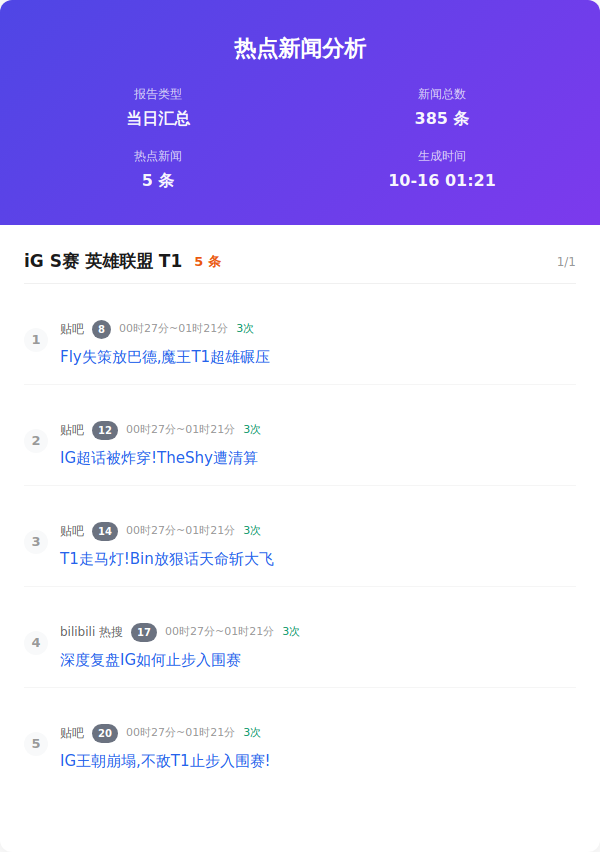 热点新闻分析
报告类型
新闻总数
当日汇总
385 条
热点新闻
生成时间
5 条
10-16 01:21
iG S赛 英雄联盟 T1 5 条 1/1
1
贴吧 8 00时27分~01时21分 3次
Fly失策放巴德,魔王T1超雄碾压
2
贴吧 12 00时27分~01时21分 3次
IG超话被炸穿!TheShy遭清算
3
贴吧 14 00时27分~01时21分 3次
T1走马灯!Bin放狠话天命斩大飞
4
bilibili 热搜 17 00时27分~01时21分 3次
深度复盘IG如何止步入围赛
5
贴吧 20 00时27分~01时21分 3次
IG王朝崩塌,不敌T1止步入围赛!